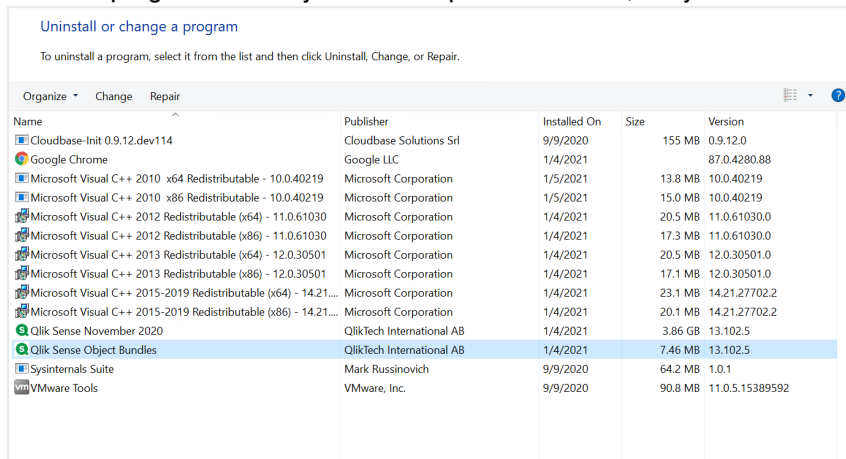 Uninstall or change a program
To uninstall a program, select it from the list and then click Uninstall, Change, or Repair.
Organize Change Repair
Name Publisher Installed On Size Version
Cloudbase-Init 0.9.12.dev114 Cloudbase Solutions Srl 9/9/2020 155 MB 0.9.12.0
Google Chrome Google LLC 1/4/2021 87.0.4280.88
Microsoft Visual C++ 2010 x64 Redistributable - 10.0.40219 Microsoft Corporation 1/5/2021 13.8 MB 10.0.40219
Microsoft Visual C++ 2010 x86 Redistributable - 10.0.40219 Microsoft Corporation 1/5/2021 15.0 MB 10.0.40219
Microsoft Visual C++ 2012 Redistributable (x64) - 11.0.61030 Microsoft Corporation 1/4/2021 20.5 MB 11.0.61030.0
Microsoft Visual C++ 2012 Redistributable (x86) - 11.0.61030 Microsoft Corporation 1/4/2021 17.3 MB 11.0.61030.0
Microsoft Visual C++ 2013 Redistributable (x64) - 12.0.30501 Microsoft Corporation 1/4/2021 20.5 MB 12.0.30501.0
Microsoft Visual C++ 2013 Redistributable (x86) - 12.0.30501 Microsoft Corporation 1/4/2021 17.1 MB 12.0.30501.0
Microsoft Visual C++ 2015-2019 Redistributable (x64) - 14.21.... Microsoft Corporation 1/4/2021 23.1 MB 14.21.27702.2
Microsoft Visual C++ 2015-2019 Redistributable (x86) - 14.21.... Microsoft Corporation 1/4/2021 20.1 MB 14.21.27702.2
Qlik Sense November 2020 QlikTech International AB 1/4/2021 3.86 GB 13.102.5
Qlik Sense Object Bundles QlikTech International AB 1/4/2021 7.46 MB 13.102.5
Sysinternals Suite Mark Russinovich 9/9/2020 64.2 MB 1.0.1
vm VMware Tools VMware, Inc. 9/9/2020 90.8 MB 11.0.5.15389592